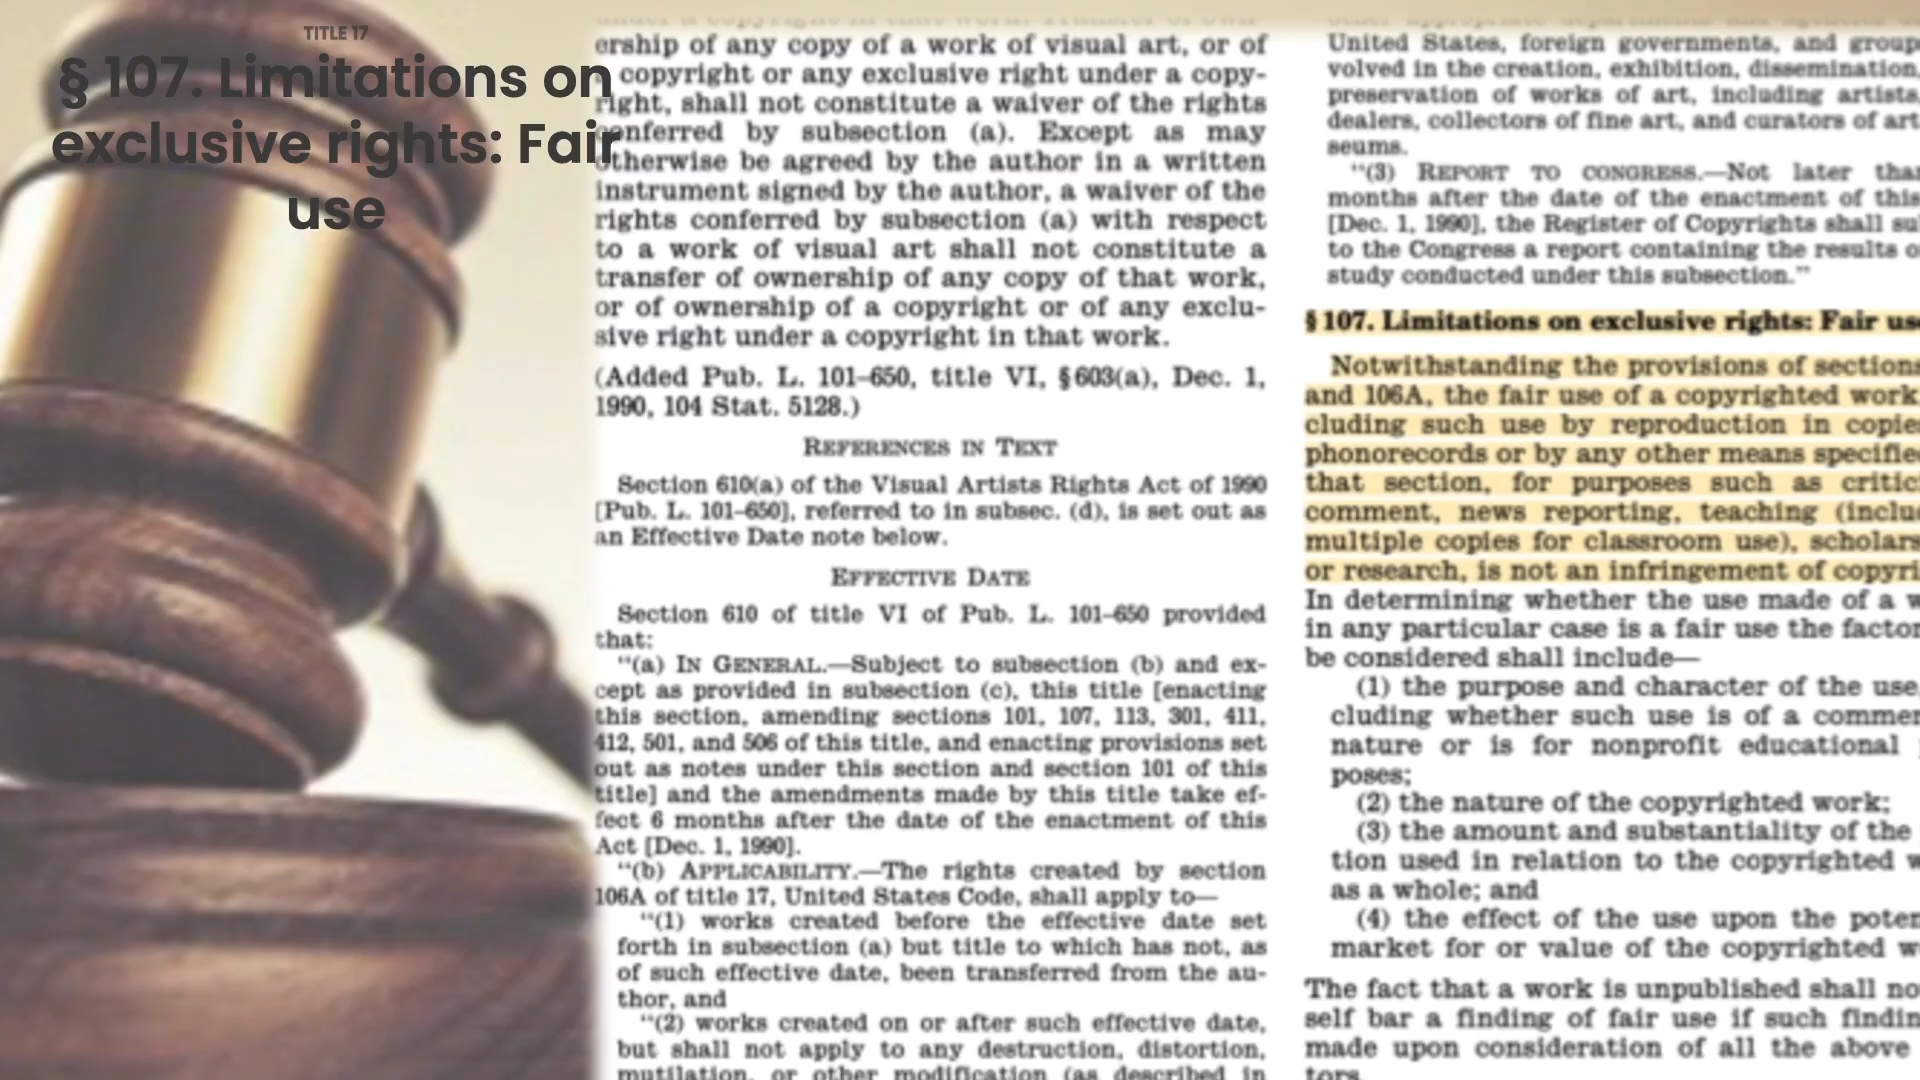 TITLE 17
§ 107. Limitations on
exclusive rights: Fair
use
ership of any copy of a work of visual art, or of
copyright or any exclusive right under a copy-
right, shall not constitute a waiver of the rights
conferred by subsection (a). Except as may
otherwise be agreed by the author in a written
instrument signed by the author, a waiver of the
rights conferred by subsection (a) with respect
to a work of visual art shall not constitute a
transfer of ownership of any copy of that work,
or of ownership of a copyright or of any exclu-
sive right under a copyright in that work.
(Added Pub. L. 101–650, title VI, §603(a), Dec. 1,
1990, 104 Stat. 5128.)
REFERENCES IN TEXT
Section 610(a) of the Visual Artists Rights Act of 1990
[Pub. L. 101–650], referred to in subsec. (d), is set out as
an Effective Date note below.
EFFECTIVE DATE
Section 610 of title VI of Pub. L. 101–650 provided
that:
"(a) IN GENERAL.—Subject to subsection (b) and ex-
cept as provided in subsection (c), this title [enacting
this section, amending sections 101, 107, 113, 301, 411,
412, 501, and 506 of this title, and enacting provisions set
out as notes under this section and section 101 of this
title] and the amendments made by this title take ef-
fect 6 months after the date of the enactment of this
Act [Dec. 1, 1990].
"(b) APPLICABILITY.—The rights created by section
106A of title 17, United States Code, shall apply to—
"(1) works created before the effective date set
forth in subsection (a) but title to which has not, as
of such effective date, been transferred from the au-
thor, and
"(2) works created on or after such effective date,
but shall not apply to any destruction, distortion,
mutilation, or other modification (as described in
United States, foreign governments, and group
volved in the creation, exhibition, dissemination,
preservation of works of art, including artists,
dealers, collectors of fine art, and curators of art
seums.
"(3) REPORT TO CONGRESS.—Not later than
months after the date of the enactment of this
[Dec. 1, 1990], the Register of Copyrights shall su
to the Congress a report containing the results o
study conducted under this subsection."
§ 107. Limitations on exclusive rights: Fair us
Notwithstanding the provisions of sections
and 106A, the fair use of a copyrighted work,
cluding such use by reproduction in copie
phonorecords or by any other means specifie
that section, for purposes such as critic
comment, news reporting, teaching (inclu
multiple copies for classroom use), scholars
or research, is not an infringement of copyri
In determining whether the use made of a w
in any particular case is a fair use the factor
be considered shall include—
(1) the purpose and character of the use,
cluding whether such use is of a commer
nature or is for nonprofit educational p
poses;
(2) the nature of the copyrighted work;
(3) the amount and substantiality of the
tion used in relation to the copyrighted w
as a whole; and
(4) the effect of the use upon the poten
market for or value of the copyrighted w
The fact that a work is unpublished shall no
self bar a finding of fair use if such findin
made upon consideration of all the above
tors.